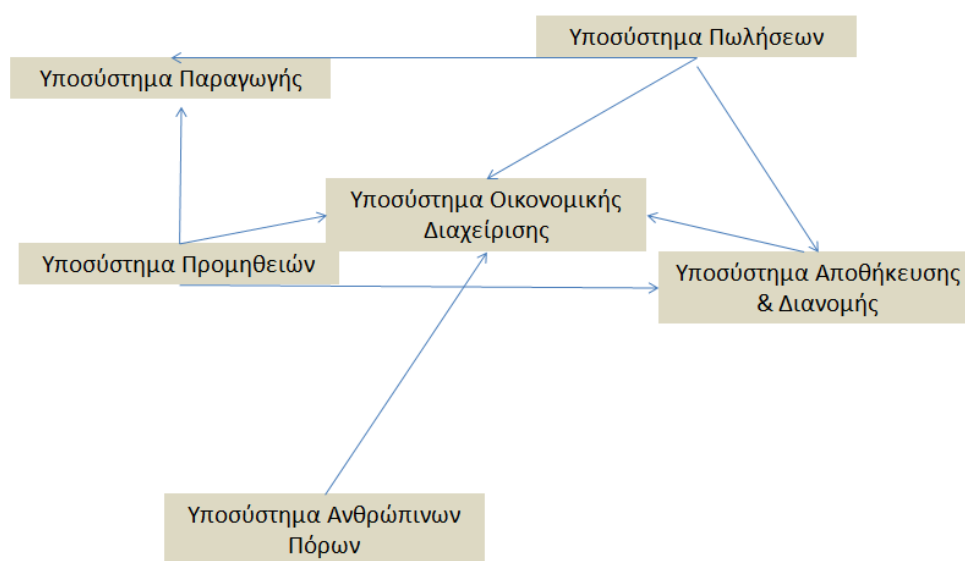 Υποσύστημα Πωλήσεων
Υποσύστημα Παραγωγής
Υποσύστημα Οικονομικής
Διαχείρισης
Υποσύστημα Προμηθειών
Υποσύστημα Αποθήκευσης
& Διανομής
Υποσύστημα Ανθρώπινων
Πόρων